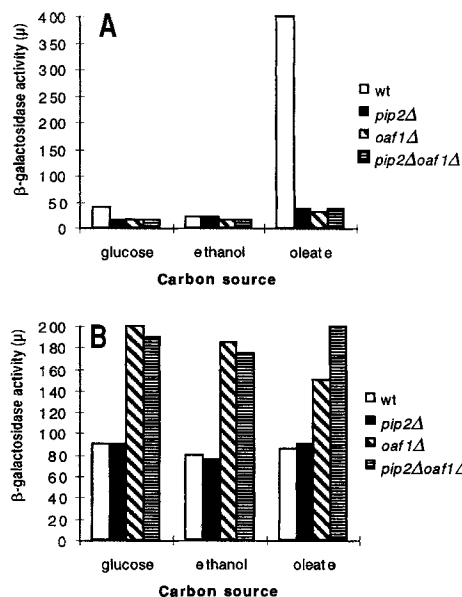 A
β-galactosidase activity (μ)
400
350
300
250
200
150
100
50
0
glucose ethanol oleate
Carbon source
wt
pip2Δ
oaf1Δ
pip2Δoaf1Δ
B
β-galactosidase activity (μ)
200
180
160
140
120
100
80
60
40
20
0
glucose ethanol oleate
Carbon source
wt
pip2Δ
oaf1Δ
pip2Δoaf1Δ